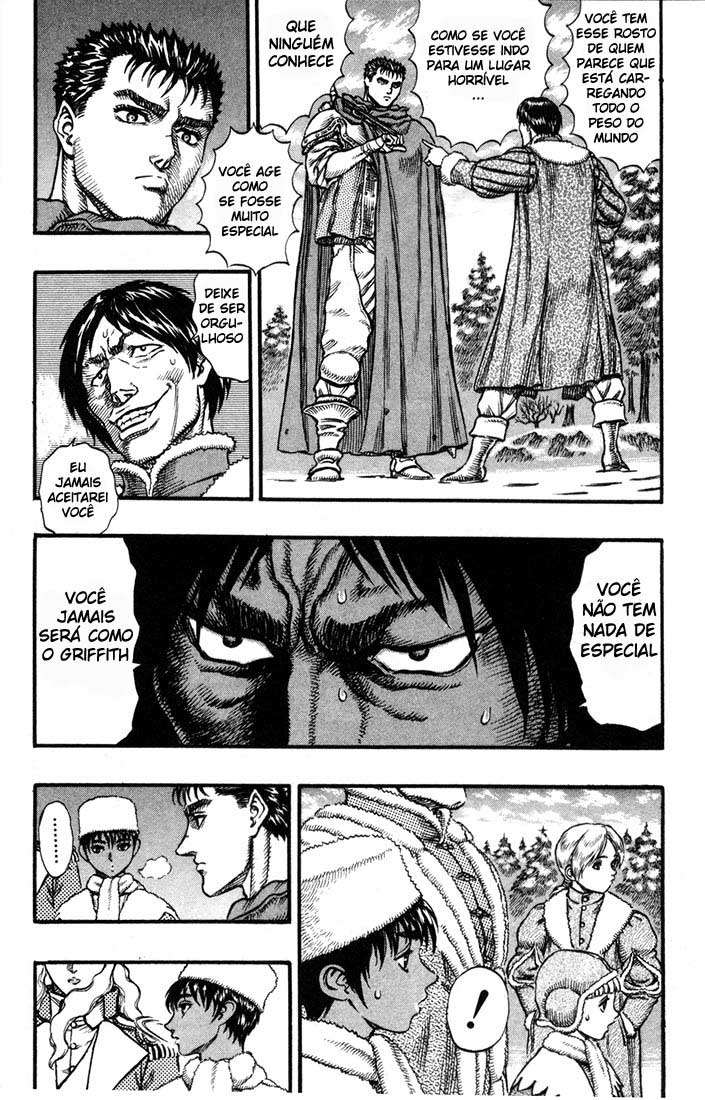 VOCÊ TEM
ESSE ROSTO
DE QUEM
PARECE QUE
ESTÁ CAR-
REGANDO
TODO O
PESO DO
MUNDO
COMO SE VOCÊ
ESTIVESSE INDO
PARA UM LUGAR
HORRÍVEL
...
QUE
NINGUÉM
CONHECE
VOCÊ AGE
COMO
SE FOSSE
MUITO
ESPECIAL
DEIXE
DE SER
ORGU-
LHOSO
EU
JAMAIS
ACEITAREI
VOCÊ
VOCÊ
NÃO TEM
NADA DE
ESPECIAL
VOCÊ
JAMAIS
SERÁ COMO
O GRIFFITH
!
........